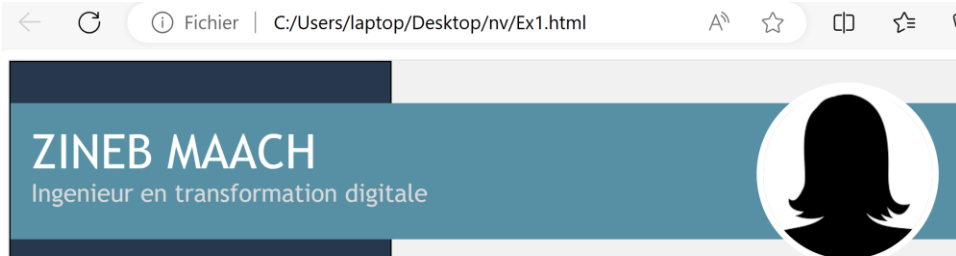 Fichier | C:/Users/laptop/Desktop/nv/Ex1.html
ZINEB MAACH
Ingenieur en transformation digitale